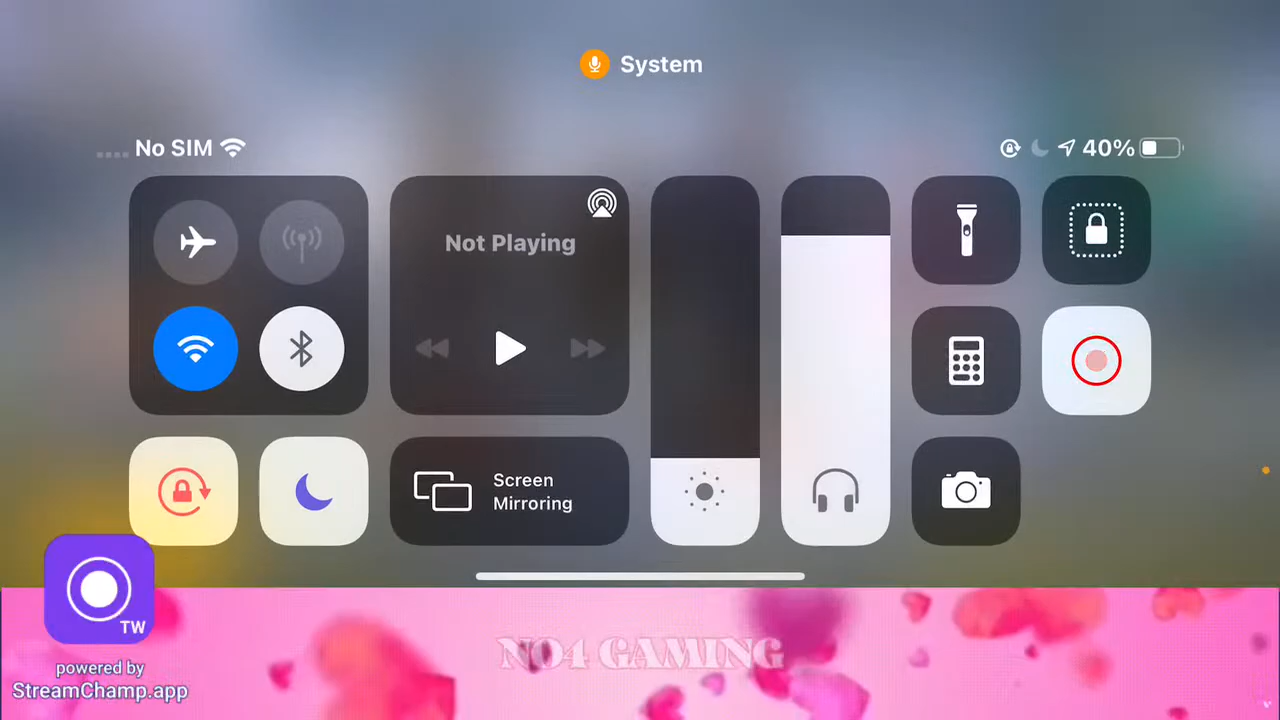 System
No SIM
40%
Not Playing
Screen
Mirroring
TW
powered by
StreamChamp.app
NO4 GAMING